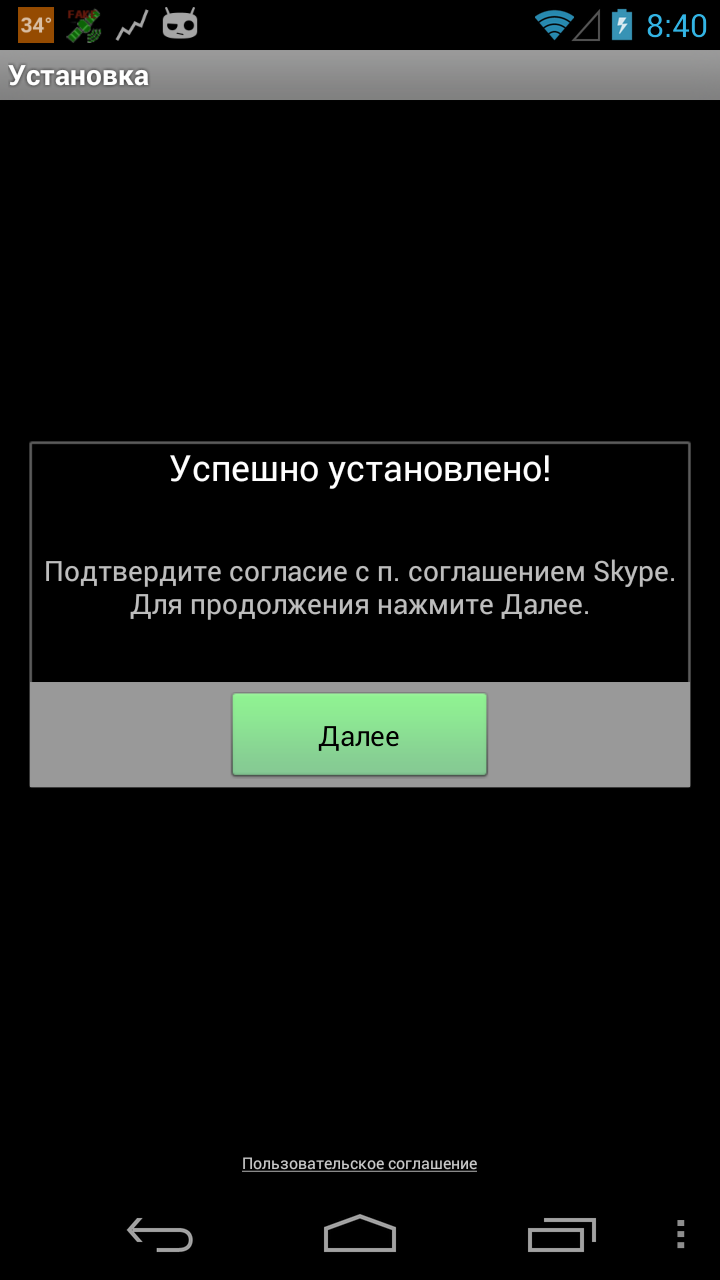 34°
FAKE
8:40
Установка
Успешно установлено!
Подтвердите согласие с п. соглашением Skype.
Для продолжения нажмите Далее.
Далее
Пользовательское соглашение